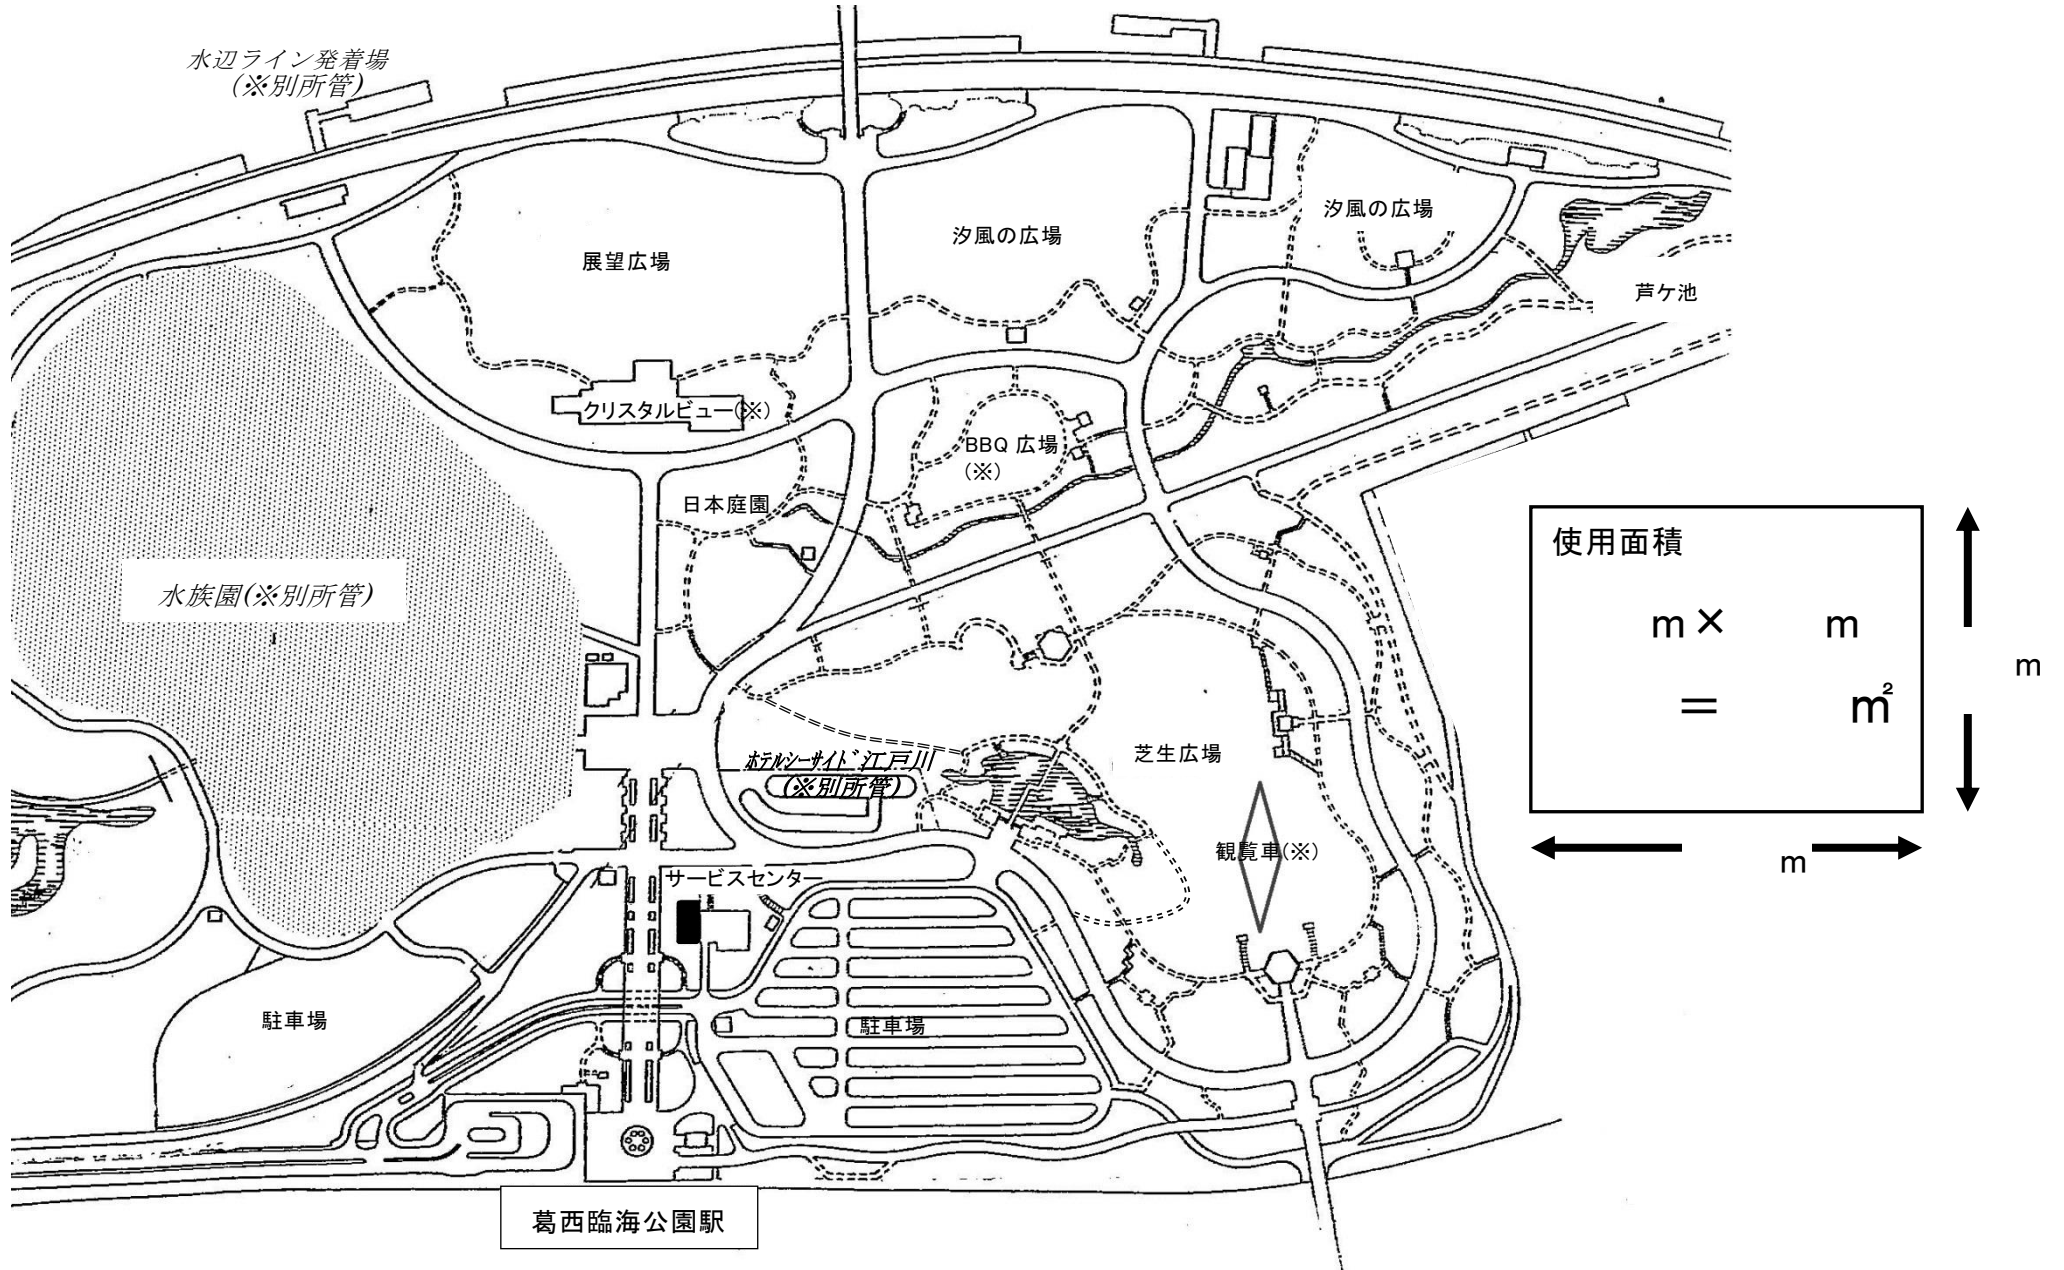 水辺ライン発着場
(※別所管)
汐風の広場
汐風の広場
展望広場
芦ケ池
クリスタルビュー(※)
BBQ 広場
(※)
日本庭園
使用面積
水族園(※別所管)
m×　　m
m
＝　　㎡
芝生広場
ホテルシーサイド江戸川
(※別所管)
観覧車(※)
m
サービスセンター
駐車場
駐車場
葛西臨海公園駅